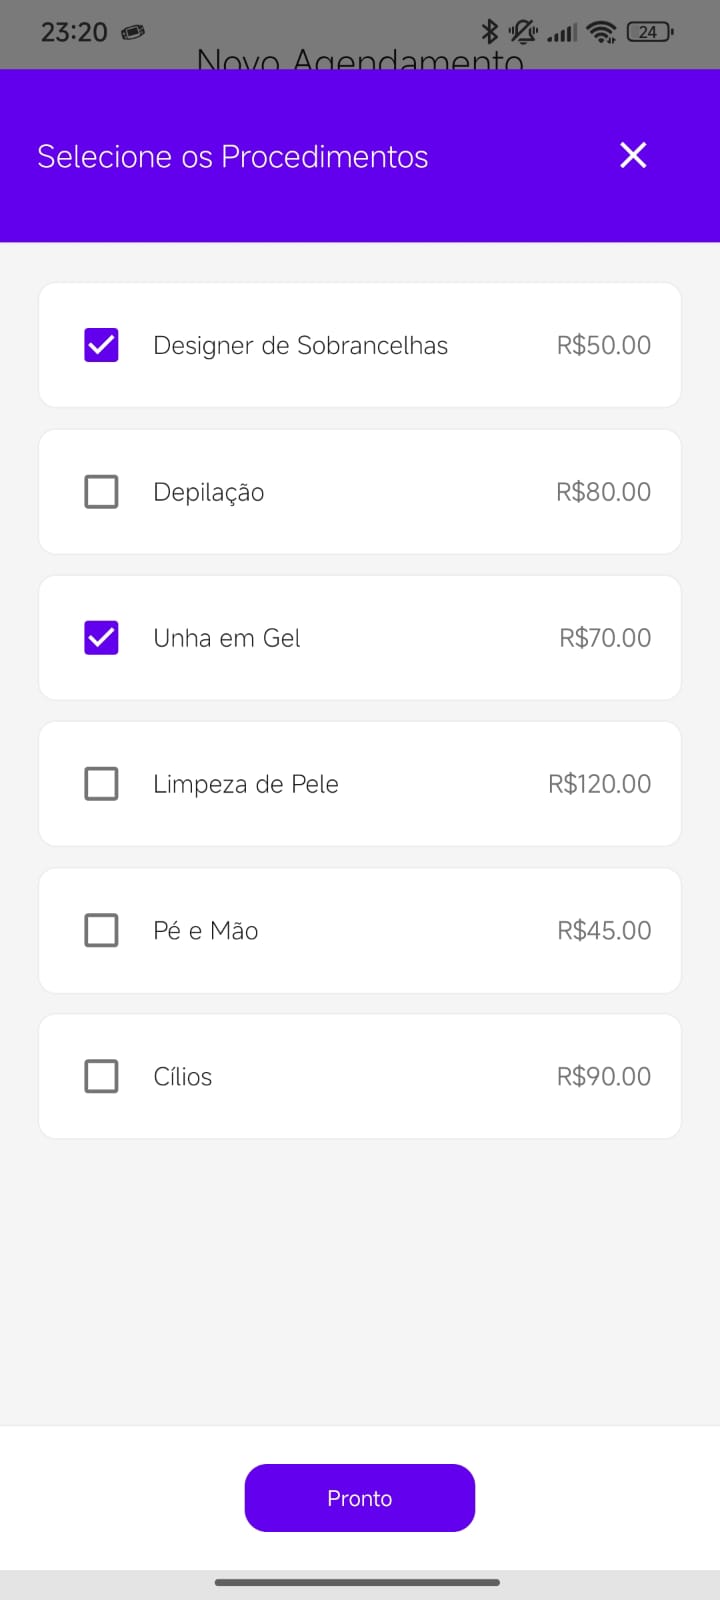 23:20
24
Novo Agendamento
Selecione os Procedimentos
Designer de Sobrancelhas R$50.00
Depilação R$80.00
Unha em Gel R$70.00
Limpeza de Pele R$120.00
Pé e Mão R$45.00
Cílios R$90.00
Pronto